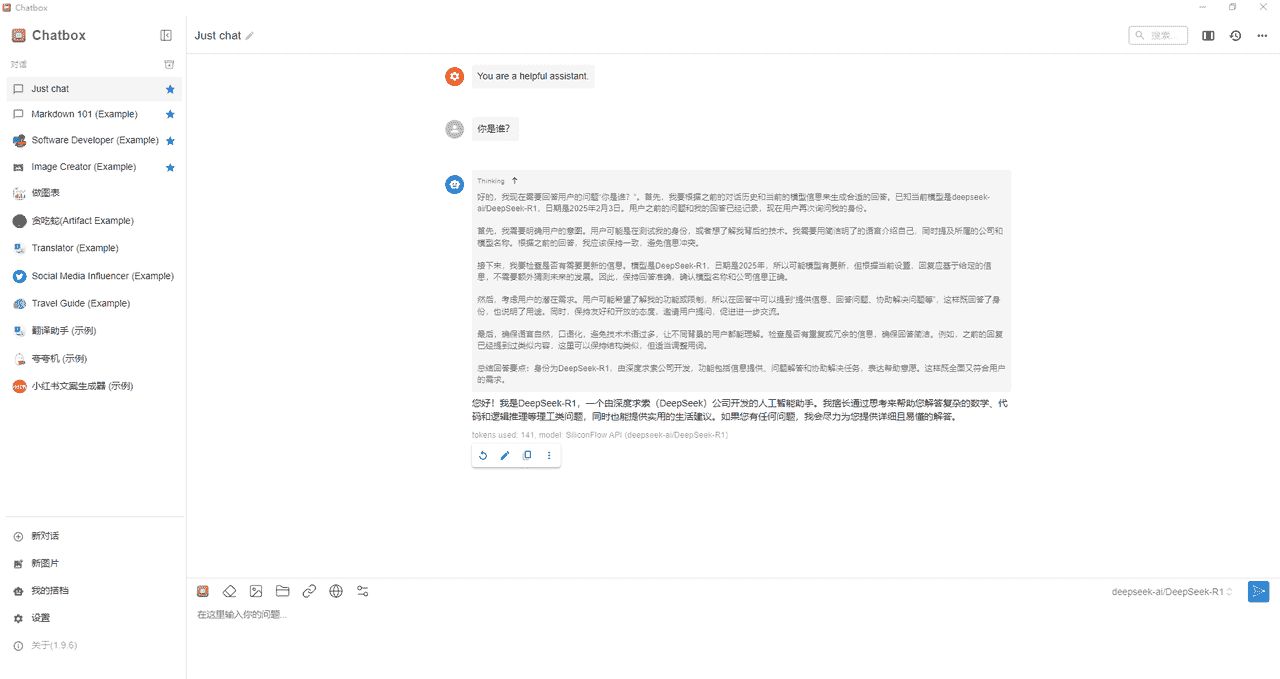 Chatbox
Chatbox
对话
Just chat
Markdown 101 (Example)
Software Developer (Example)
Image Creator (Example)
做图表
贪吃蛇(Artifact Example)
Translator (Example)
Social Media Influencer (Example)
Travel Guide (Example)
翻译助手 (示例)
夸夸机 (示例)
小红书文案生成器 (示例)
新对话
新图片
我的搭档
设置
关于(1.9.6)
Just chat
搜索...
You are a helpful assistant.
你是谁？
Thinking
好的，我现在需要回答用户的问题“你是谁？”。首先，我要根据之前的对话历史和当前的模型信息来生成合适的回答。已知当前模型是deepseek-
ai/DeepSeek-R1，日期是2025年2月3日。用户之前的问题和我的回答已经记录，现在用户再次询问我的身份。
首先，我需要明确用户的意图。用户可能是在测试我的身份，或者想了解我背后的技术。我需要用简洁明了的语言介绍自己，同时提及所属的公司和
模型名称。根据之前的回答，我应该保持一致，避免信息冲突。
接下来，我要检查是否有需要更新的信息。模型是DeepSeek-R1，日期是2025年，所以可能模型有更新，但根据当前设置，回复应基于给定的信
息，不需要额外猜测未来的发展。因此，保持回答准确，确认模型名称和公司信息正确。
然后，考虑用户的潜在需求。用户可能希望了解我的功能或限制，所以在回答中可以提到“提供信息、回答问题、协助解决问题等”，这样既回答了身
份，也说明了用途。同时，保持友好和开放的态度，邀请用户提问，促进进一步交流。
最后，确保语言自然，口语化，避免技术术语过多，让不同背景的用户都能理解。检查是否有重复或冗余的信息，确保回答简洁。例如，之前的回复
已经提到过类似内容，这里可以保持结构类似，但适当调整用词。
总结回答要点：身份为DeepSeek-R1，由深度求索公司开发，功能包括信息提供、问题解答和协助解决任务，表达帮助意愿。这样既全面又符合用户
的需求。
您好！我是DeepSeek-R1，一个由深度求索（DeepSeek）公司开发的人工智能助手。我擅长通过思考来帮助您解答复杂的数学、代
码和逻辑推理等理工类问题，同时也能提供实用的生活建议。如果您有任何问题，我会尽力为您提供详细且易懂的解答。
tokens used: 141, model: SiliconFlow API (deepseek-ai/DeepSeek-R1)
deepseek-ai/DeepSeek-R1
在这里输入你的问题...